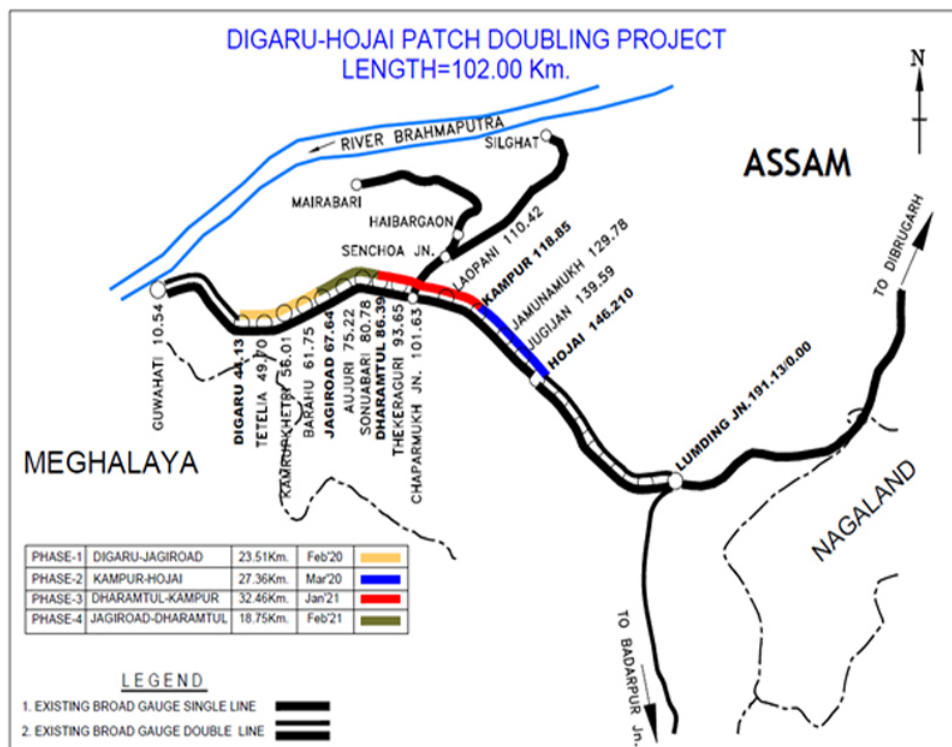 DIGARU-HOJAI PATCH DOUBLING PROJECT
LENGTH=102.00 Km.
N
RIVER BRAHMAPUTRA
SILGHAT
ASSAM
MAIRABARI
HAIBARGAON
SENCHOA JN.
TO DIBRUGARH
GUWAHATI 10.54
DIGARU 44.13
TETELIA 49.70
KAMRUPKHETRI 56.01
BARAHU 61.75
JAGIROAD 67.64
AUJURI 75.22
SONUABARI 80.78
DHARAMTUL 86.39
THEKERAGURI 93.65
CHAPARMUKH JN. 101.63
LAOPANI 110.42
KAMPUR 118.85
JAMUNAMUKH 129.78
JUGIJAN 139.59
HOJAI 146.210
LUMDING JN.191.13/0.00
MEGHALAYA
NAGALAND
TO BADARPUR Jn.
PHASE-1 DIGARU-JAGIROAD 23.51Km. Feb'20
PHASE-2 KAMPUR-HOJAI 27.36Km. Mar'20
PHASE-3 DHARAMTUL-KAMPUR 32.46Km. Jan'21
PHASE-4 JAGIROAD-DHARAMTUL 18.75Km. Feb'21
LEGEND
1. EXISTING BROAD GAUGE SINGLE LINE
2. EXISTING BROAD GAUGE DOUBLE LINE